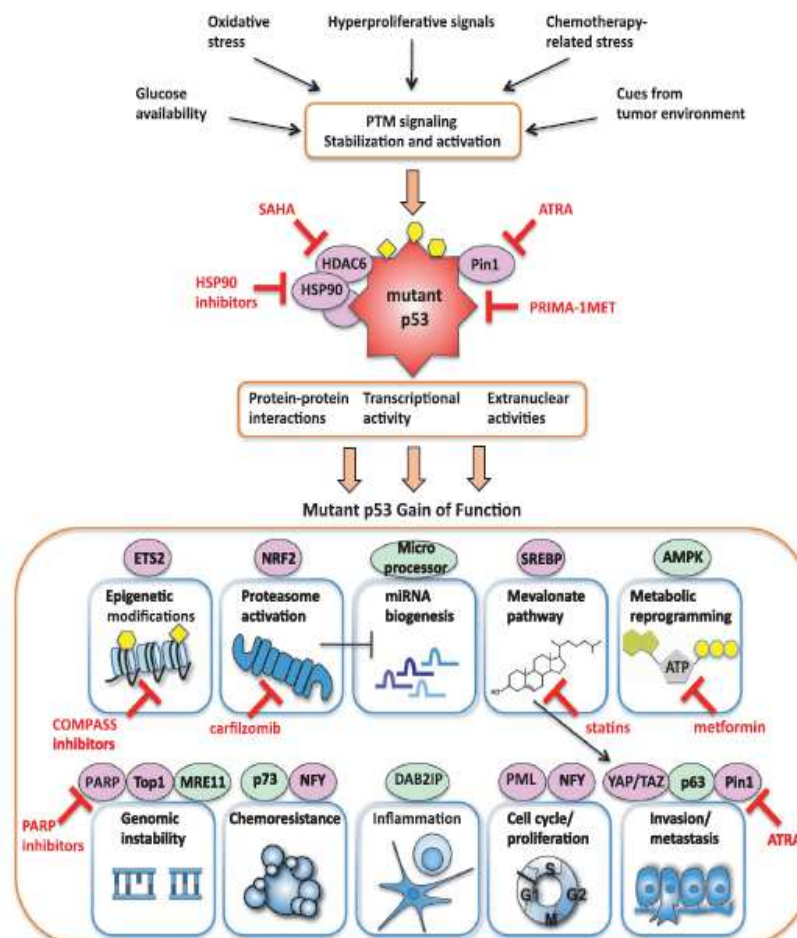 Oxidative
stress
Hyperproliferative signals
Chemotherapy-
related stress
Glucose
availability
Cues from
tumor environment
PTM signaling
Stabilization and activation
SAHA
ATRA
HDAC6
Pin1
HSP90
HSP90
inhibitors
mutant
p53
PRIMA-1MET
Protein-protein
interactions
Transcriptional
activity
Extranuclear
activities
Mutant p53 Gain of Function
ETS2
NRF2
Micro
processor
SREBP
AMPK
Epigenetic
modifications
Proteasome
activation
miRNA
biogenesis
Mevalonate
pathway
Metabolic
reprogramming
HO
ATP
COMPASS
inhibitors
carfilzomib
statins
metformin
PARP
Top1
MRE11
p73
NFY
DAB2IP
PML
NFY
YAP/TAZ
p63
Pin1
PARP
inhibitors
Genomic
instability
Chemoresistance
Inflammation
Cell cycle/
proliferation
Invasion/
metastasis
ATRA
S
G1
G2
M